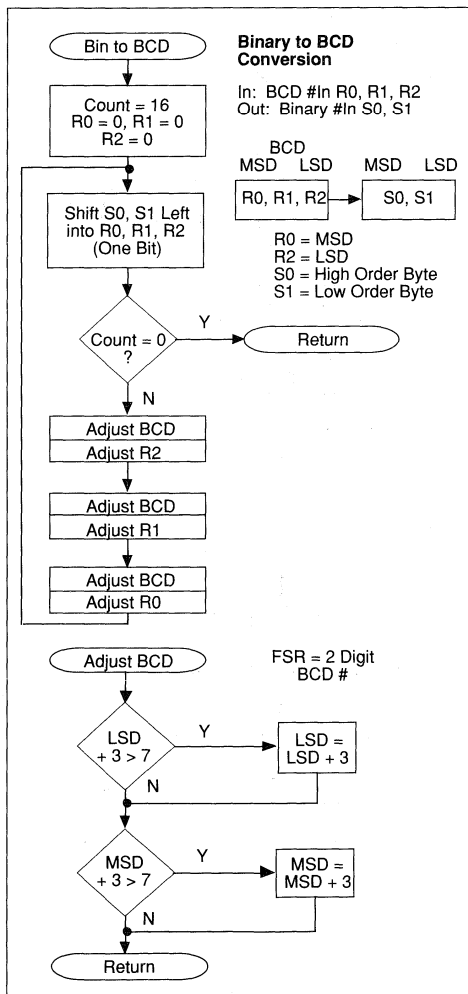 Bin to BCD
Count = 16
R0 = 0, R1 = 0
R2 = 0
Shift S0, S1 Left
into R0, R1, R2
(One Bit)
Count = 0
?
Y
Return
N
Adjust BCD
Adjust R2
Adjust BCD
Adjust R1
Adjust BCD
Adjust R0
Binary to BCD
Conversion
In: BCD #In R0, R1, R2
Out: Binary #In S0, S1
BCD
MSD LSD MSD LSD
R0, R1, R2 S0, S1
R0 = MSD
R2 = LSD
S0 = High Order Byte
S1 = Low Order Byte
Adjust BCD
FSR = 2 Digit
BCD #
LSD
+ 3 > 7
Y
LSD =
LSD + 3
N
MSD
+ 3 > 7
Y
MSD =
MSD + 3
N
Return